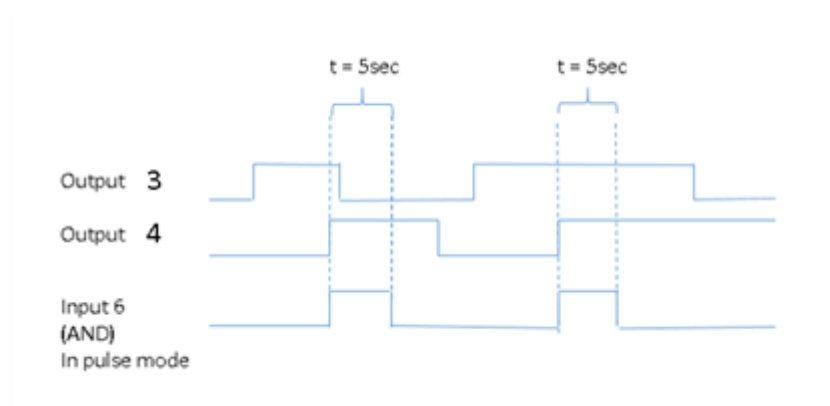 t = 5sec t = 5sec
Output 3
Output 4
Input 6
(AND)
In pulse mode